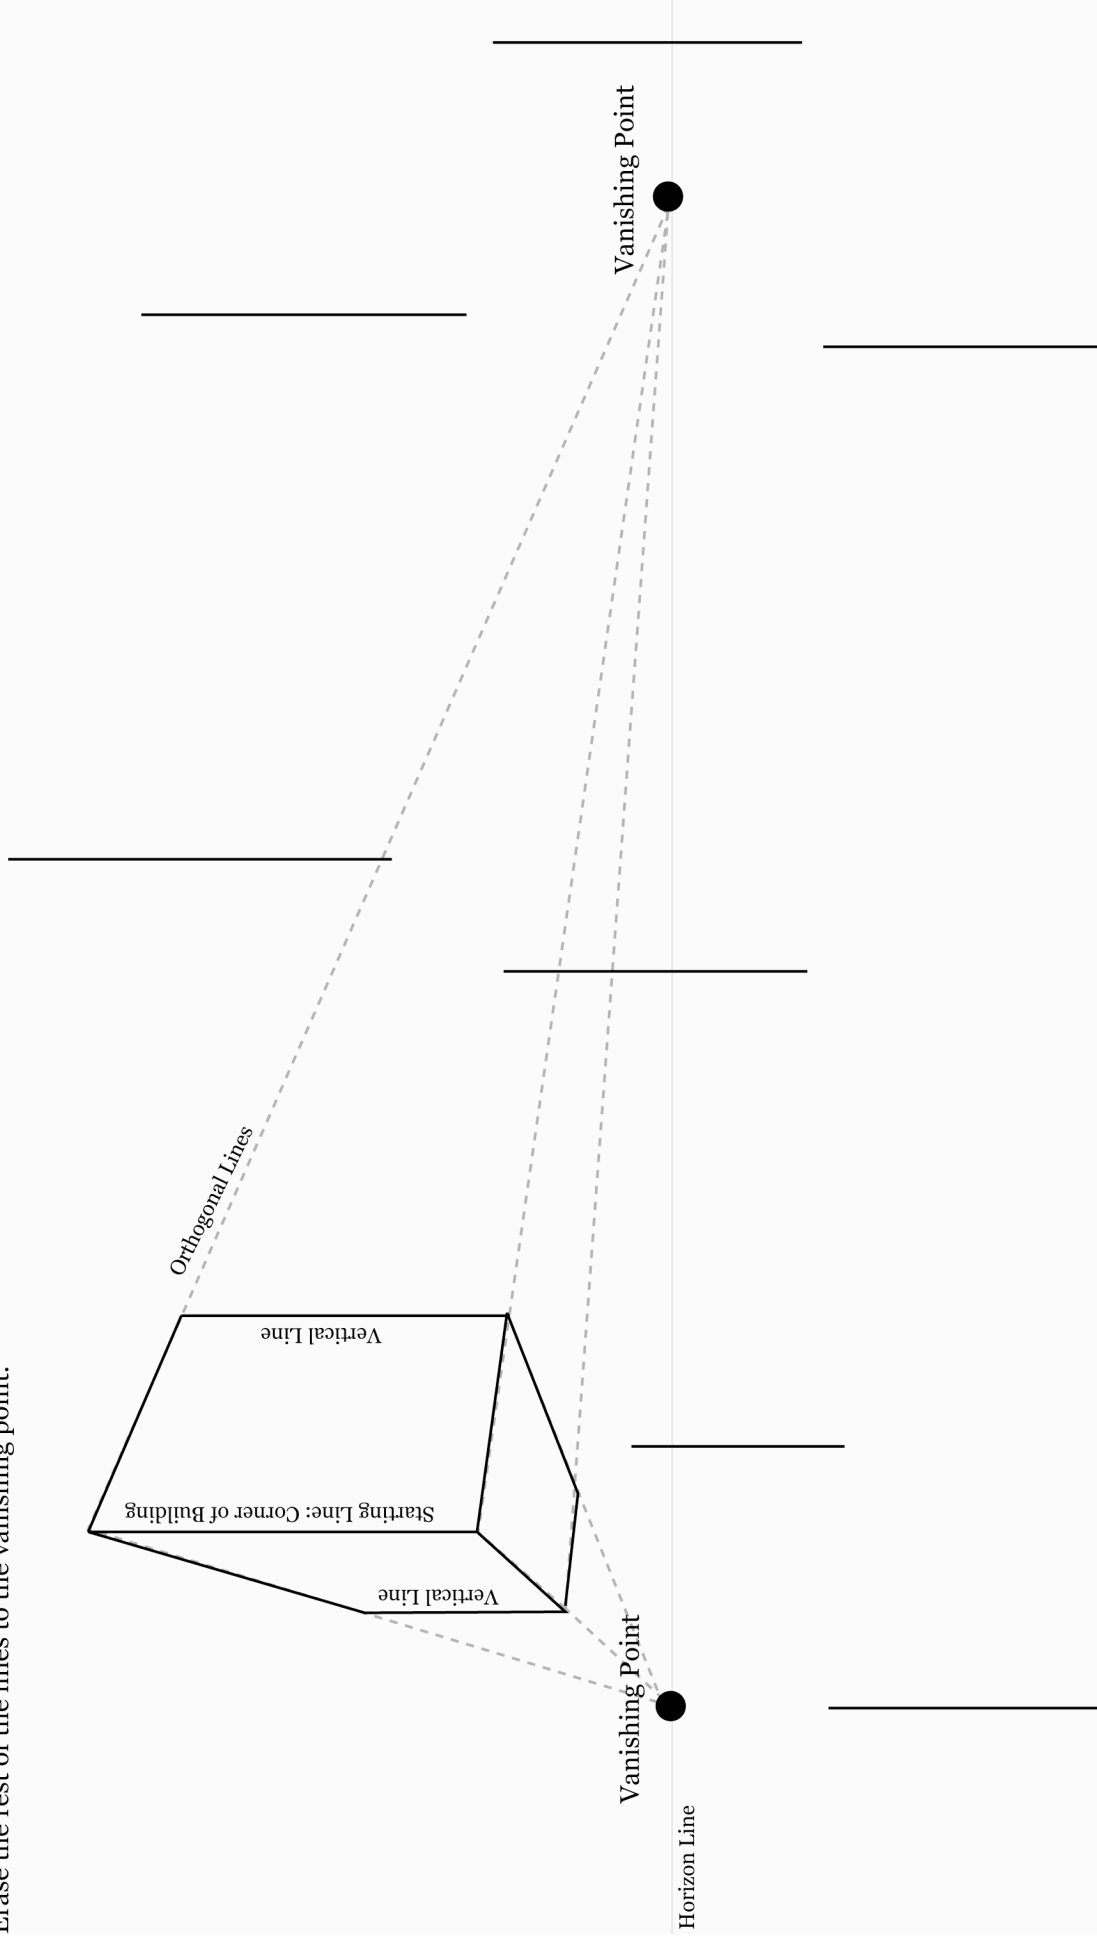 Erase the rest of the lines to the vanishing point.
Orthogonal Lines
Starting Line: Corner of Building
Vertical Line
Vertical Line
Vanishing Point
Vanishing Point
Horizon Line